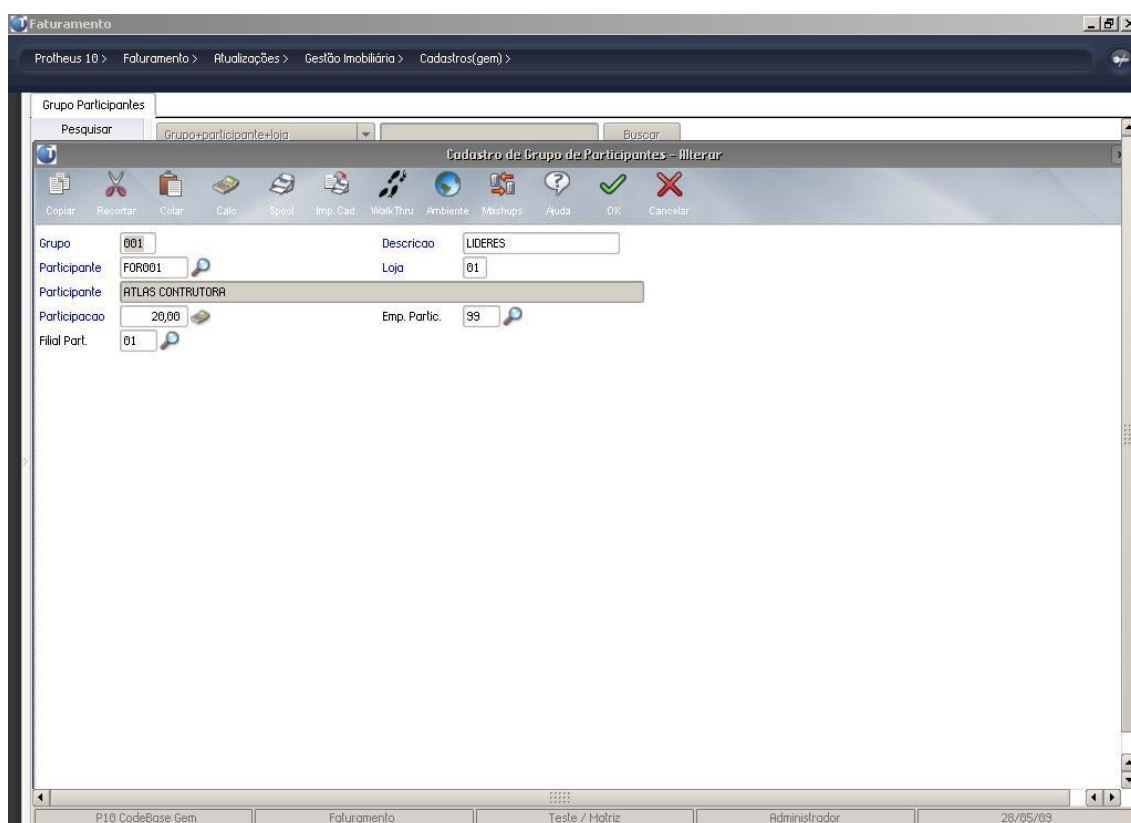 Faturamento
Protheus 10 > Faturamento > Atualizações > Gestão Imobiliária > Cadastros(gem) >
Grupo Participantes
Pesquisar Grupo+participante+loja Buscar
Cadastro de Grupo de Participantes - Alterar
Copiar Recortar Colar Calc Spool Imp.Cad. WalkThru Ambiente Mashups Ajuda OK Cancelar
Grupo 001 Descricao LIDERES
Participante FOR001 Loja 01
Participante ATLAS CONTRUTORA
Participacao 20,00 Emp. Partic. 99
Filial Part. 01
P10 CodeBase Gem Faturamento Teste / Matriz Administrador 28/05/09